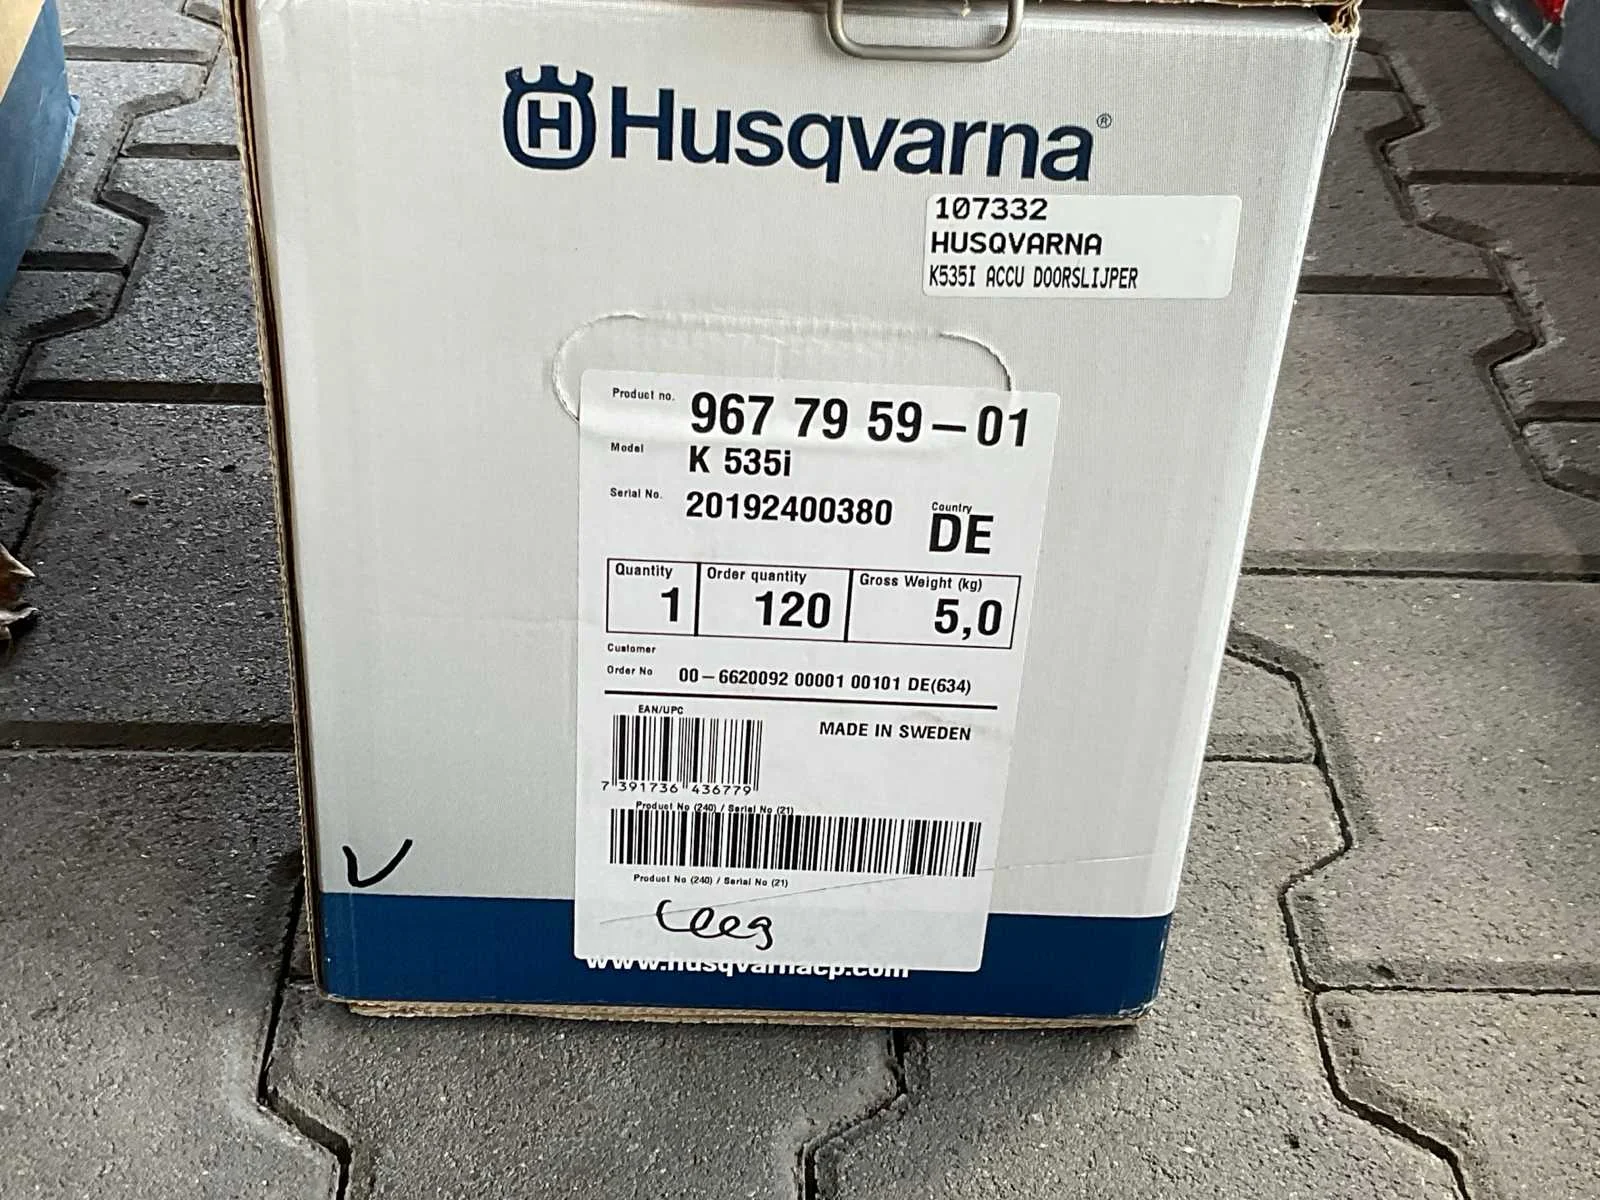 H Husqvarna®
107332
HUSQVARNA
K535I ACCU DOORSLIJPER
Product no. 967 79 59-01
Model K 535i
Serial No. 20192400380 Country DE
Quantity 1 Order quantity 120 Gross Weight (kg) 5,0
Customer
Order No 00-6620092 00001 00101 DE(634)
EAN/UPC
MADE IN SWEDEN
7 391736 436779
Product No (240) / Serial No (21)
Product No (240) / Serial No (21)
Leeg
www.husqvarnacp.com